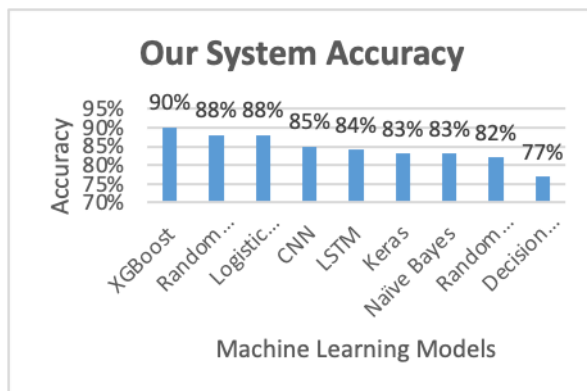 Our System Accuracy
Accuracy
95%
90%
85%
80%
75%
70%
90%
88%
88%
85%
84%
83%
83%
82%
77%
XGBoost
Random...
Logistic...
CNN
LSTM
Keras
Naïve Bayes
Random...
Decision...
Machine Learning Models